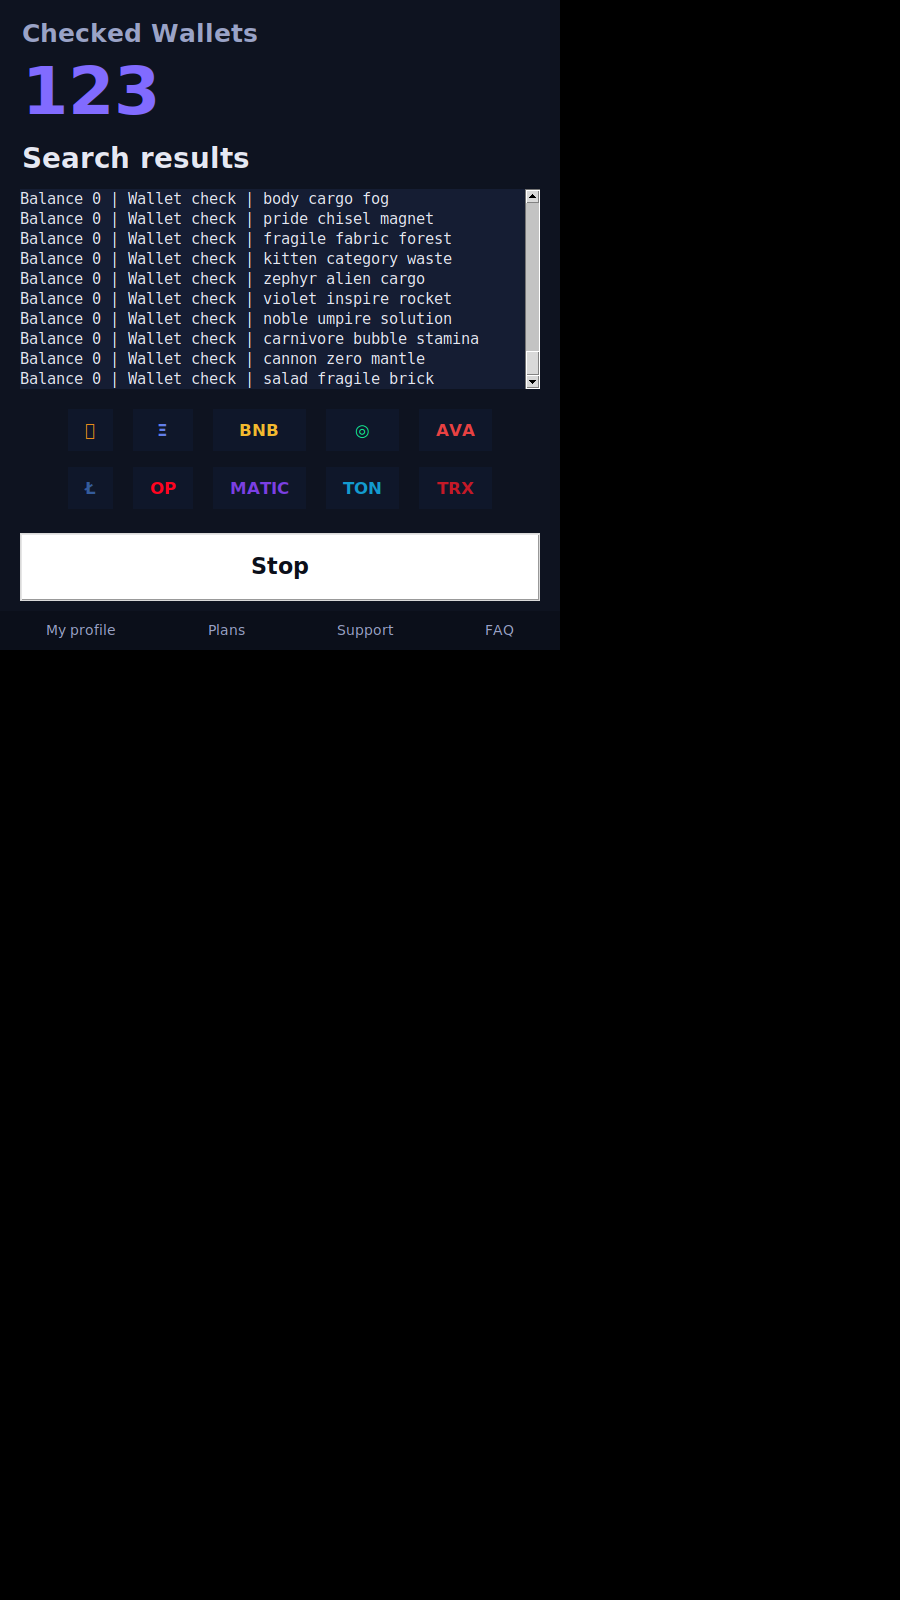 Checked Wallets
123
Search results
Balance 0 | Wallet check | body cargo fog
Balance 0 | Wallet check | pride chisel magnet
Balance 0 | Wallet check | fragile fabric forest
Balance 0 | Wallet check | kitten category waste
Balance 0 | Wallet check | zephyr alien cargo
Balance 0 | Wallet check | violet inspire rocket
Balance 0 | Wallet check | noble umpire solution
Balance 0 | Wallet check | carnivore bubble stamina
Balance 0 | Wallet check | cannon zero mantle
Balance 0 | Wallet check | salad fragile brick
Ξ BNB ◎ AVA
Ł OP MATIC TON TRX
Stop
My profile Plans Support FAQ